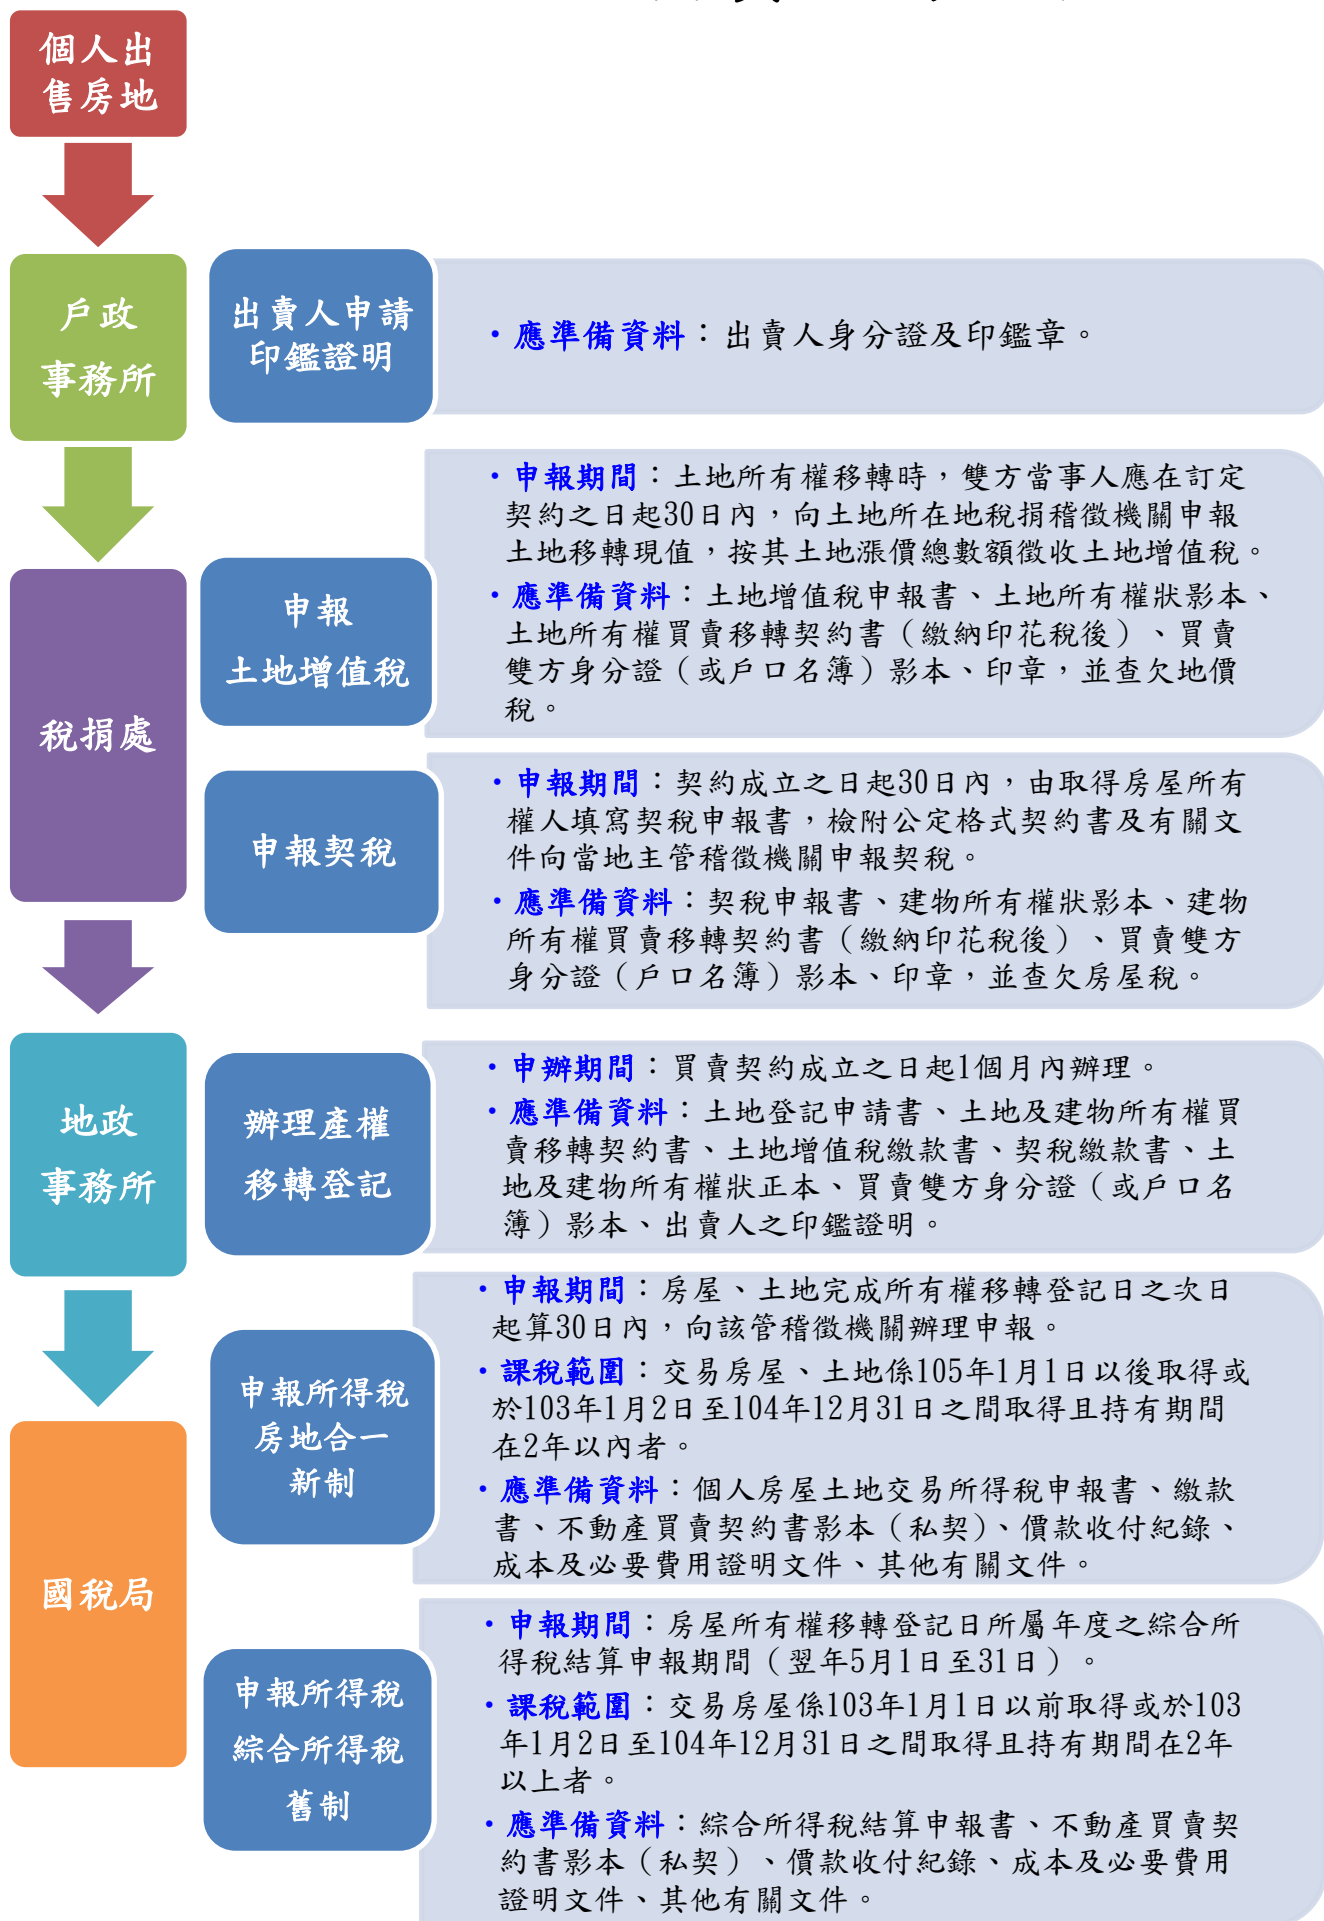 個人出
售房地
戶政
事務所
出賣人申請
印鑑證明
・應準備資料：出賣人身分證及印鑑章。
稅捐處
申報
土地增值稅
・申報期間：土地所有權移轉時，雙方當事人應在訂定
契約之日起30日內，向土地所在地稅捐稽徵機關申報
土地移轉現值，按其土地漲價總數額徵收土地增值稅。
・應準備資料：土地增值稅申報書、土地所有權狀影本、
土地所有權買賣移轉契約書（繳納印花稅後）、買賣
雙方身分證（或戶口名簿）影本、印章，並查欠地價
稅。
申報契稅
・申報期間：契約成立之日起30日內，由取得房屋所有
權人填寫契稅申報書，檢附公定格式契約書及有關文
件向當地主管稽徵機關申報契稅。
・應準備資料：契稅申報書、建物所有權狀影本、建物
所有權買賣移轉契約書（繳納印花稅後）、買賣雙方
身分證（戶口名簿）影本、印章，並查欠房屋稅。
地政
事務所
辦理產權
移轉登記
・申辦期間：買賣契約成立之日起1個月內辦理。
・應準備資料：土地登記申請書、土地及建物所有權買
賣移轉契約書、土地增值稅繳款書、契稅繳款書、土
地及建物所有權狀正本、買賣雙方身分證（或戶口名
簿）影本、出賣人之印鑑證明。
國稅局
申報所得稅
房地合一
新制
・申報期間：房屋、土地完成所有權移轉登記日之次日
起算30日內，向該管稽徵機關辦理申報。
・課稅範圍：交易房屋、土地係105年1月1日以後取得或
於103年1月2日至104年12月31日之間取得且持有期間
在2年以內者。
・應準備資料：個人房屋土地交易所得稅申報書、繳款
書、不動產買賣契約書影本（私契）、價款收付紀錄、
成本及必要費用證明文件、其他有關文件。
申報所得稅
綜合所得稅
舊制
・申報期間：房屋所有權移轉登記日所屬年度之綜合所
得稅結算申報期間（翌年5月1日至31日）。
・課稅範圍：交易房屋係103年1月1日以前取得或於103
年1月2日至104年12月31日之間取得且持有期間在2年
以上者。
・應準備資料：綜合所得稅結算申報書、不動產買賣契
約書影本（私契）、價款收付紀錄、成本及必要費用
證明文件、其他有關文件。